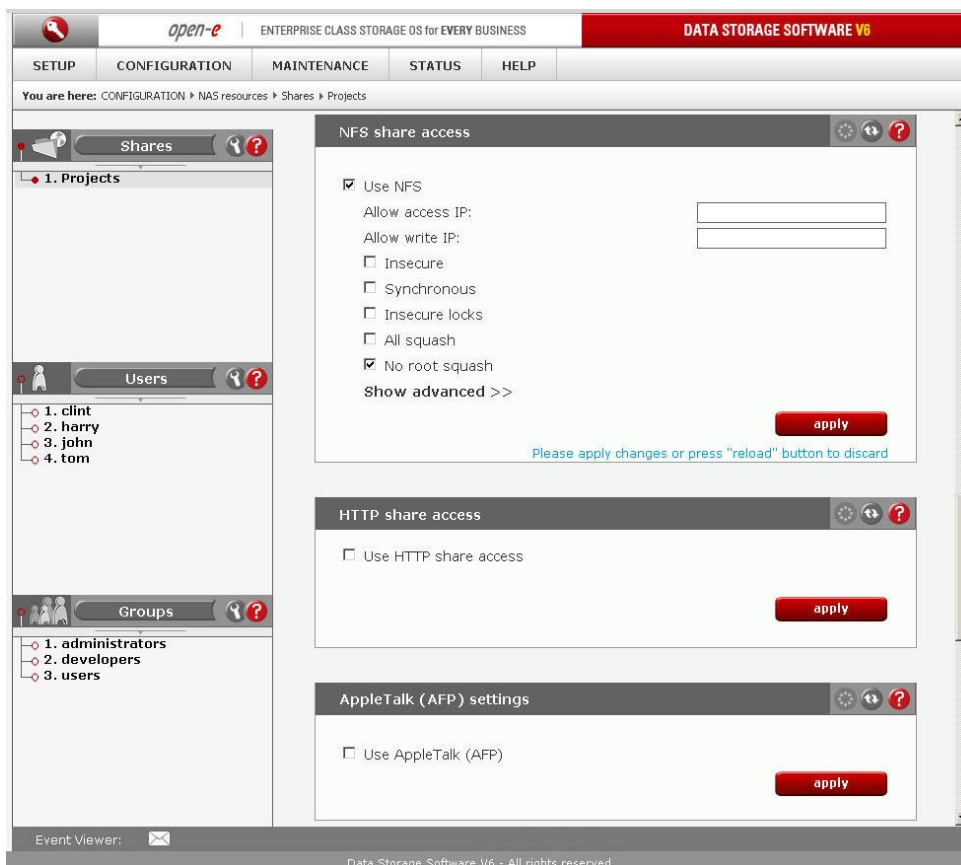 open-e ENTERPRISE CLASS STORAGE OS for EVERY BUSINESS DATA STORAGE SOFTWARE V6
SETUP CONFIGURATION MAINTENANCE STATUS HELP
You are here: CONFIGURATION ▸ NAS resources ▸ Shares ▸ Projects
Shares
1. Projects
Users
1. clint
2. harry
3. john
4. tom
Groups
1. administrators
2. developers
3. users
NFS share access
Use NFS
Allow access IP:
Allow write IP:
Insecure
Synchronous
Insecure locks
All squash
No root squash
Show advanced >>
apply
Please apply changes or press "reload" button to discard
HTTP share access
Use HTTP share access
apply
AppleTalk (AFP) settings
Use AppleTalk (AFP)
apply
Event Viewer:
Data Storage Software V6 - All rights reserved